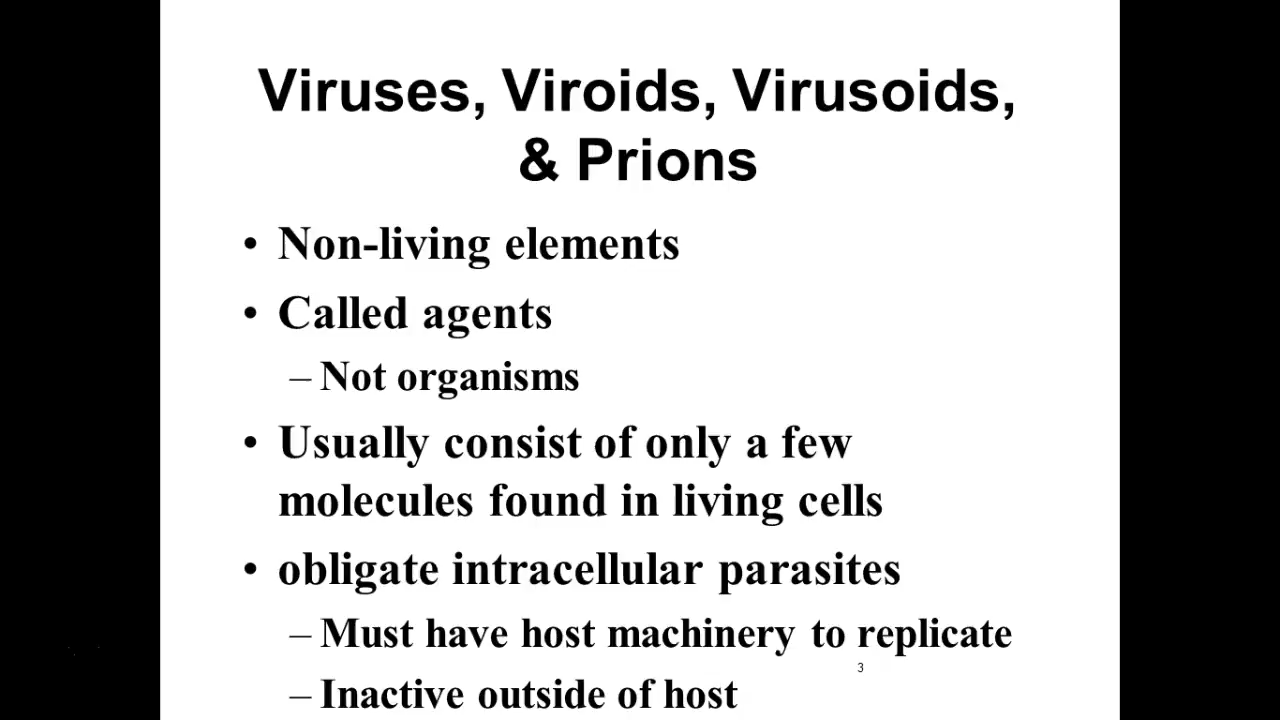 Viruses, Viroids, Virusoids,
& Prions
• Non-living elements
• Called agents
– Not organisms
• Usually consist of only a few
molecules found in living cells
• obligate intracellular parasites
– Must have host machinery to replicate
3
– Inactive outside of host